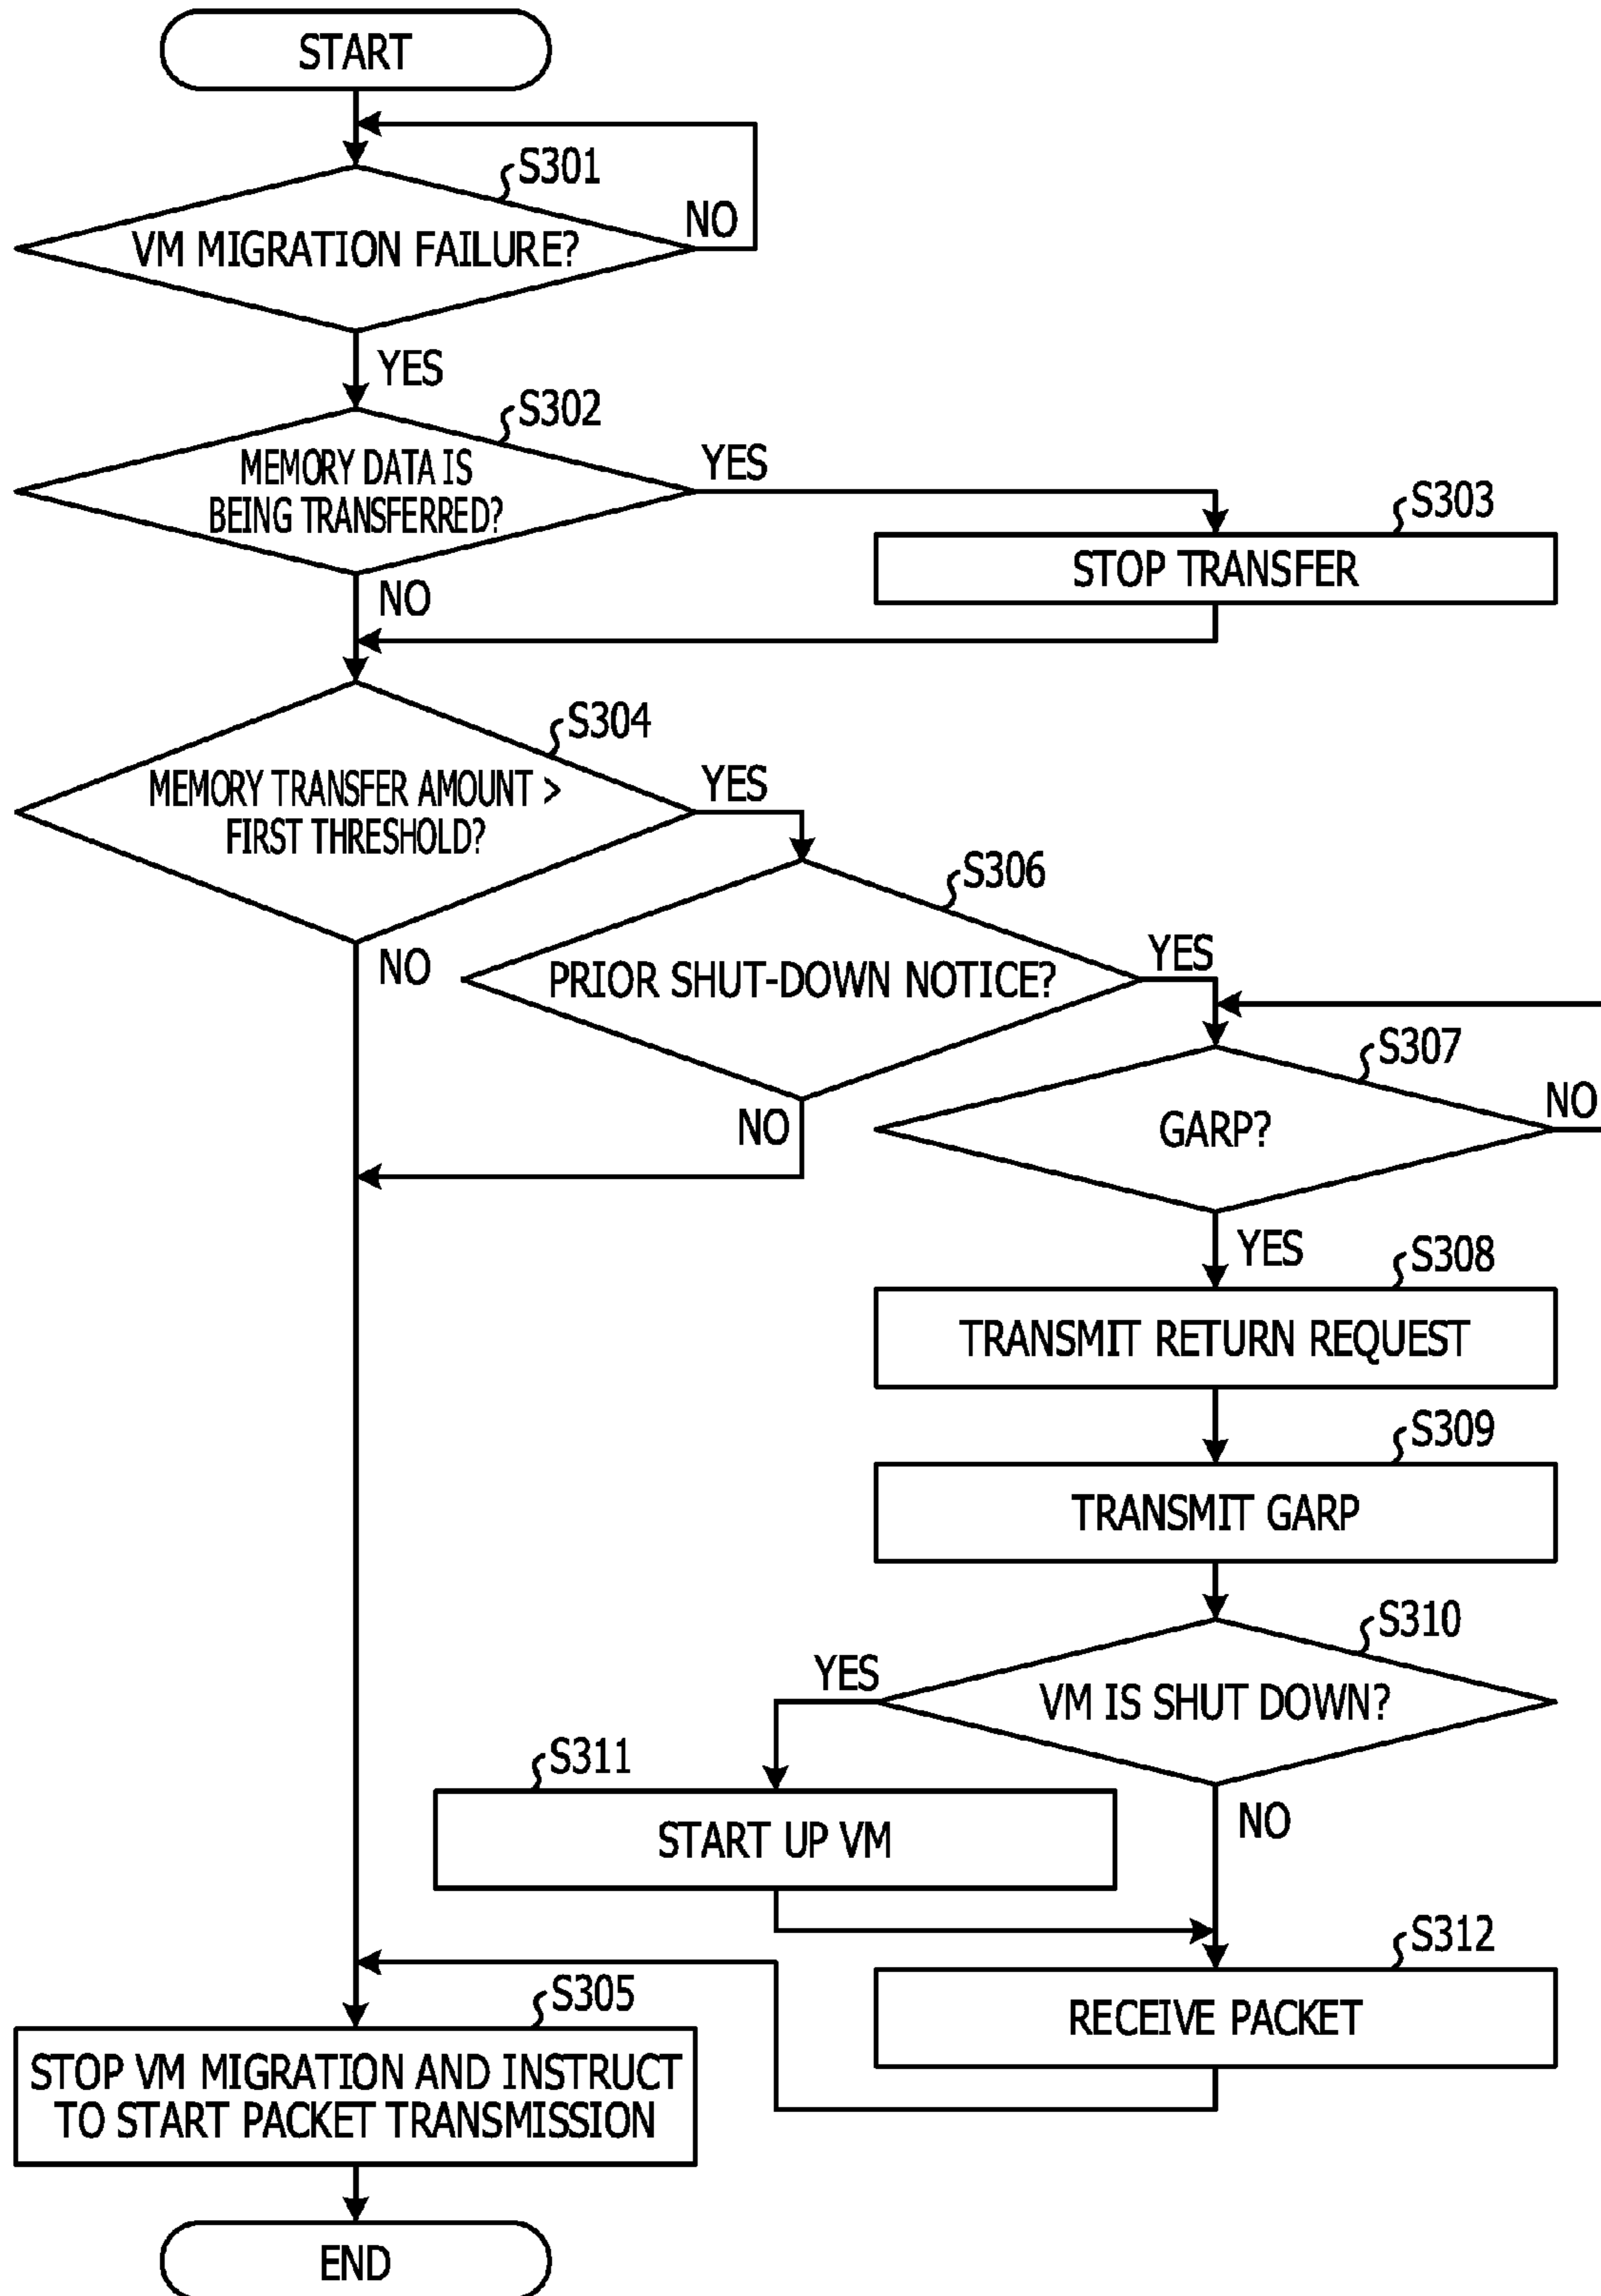 START
S301
VM MIGRATION FAILURE?
NO
YES
S302
MEMORY DATA IS
BEING TRANSFERRED?
YES
S303
STOP TRANSFER
NO
S304
MEMORY TRANSFER AMOUNT >
FIRST THRESHOLD?
YES
S306
NO
PRIOR SHUT-DOWN NOTICE?
YES
S307
NO
GARP?
NO
YES
S308
TRANSMIT RETURN REQUEST
S309
TRANSMIT GARP
S310
YES
VM IS SHUT DOWN?
S311
START UP VM
NO
S312
RECEIVE PACKET
S305
STOP VM MIGRATION AND INSTRUCT
TO START PACKET TRANSMISSION
END